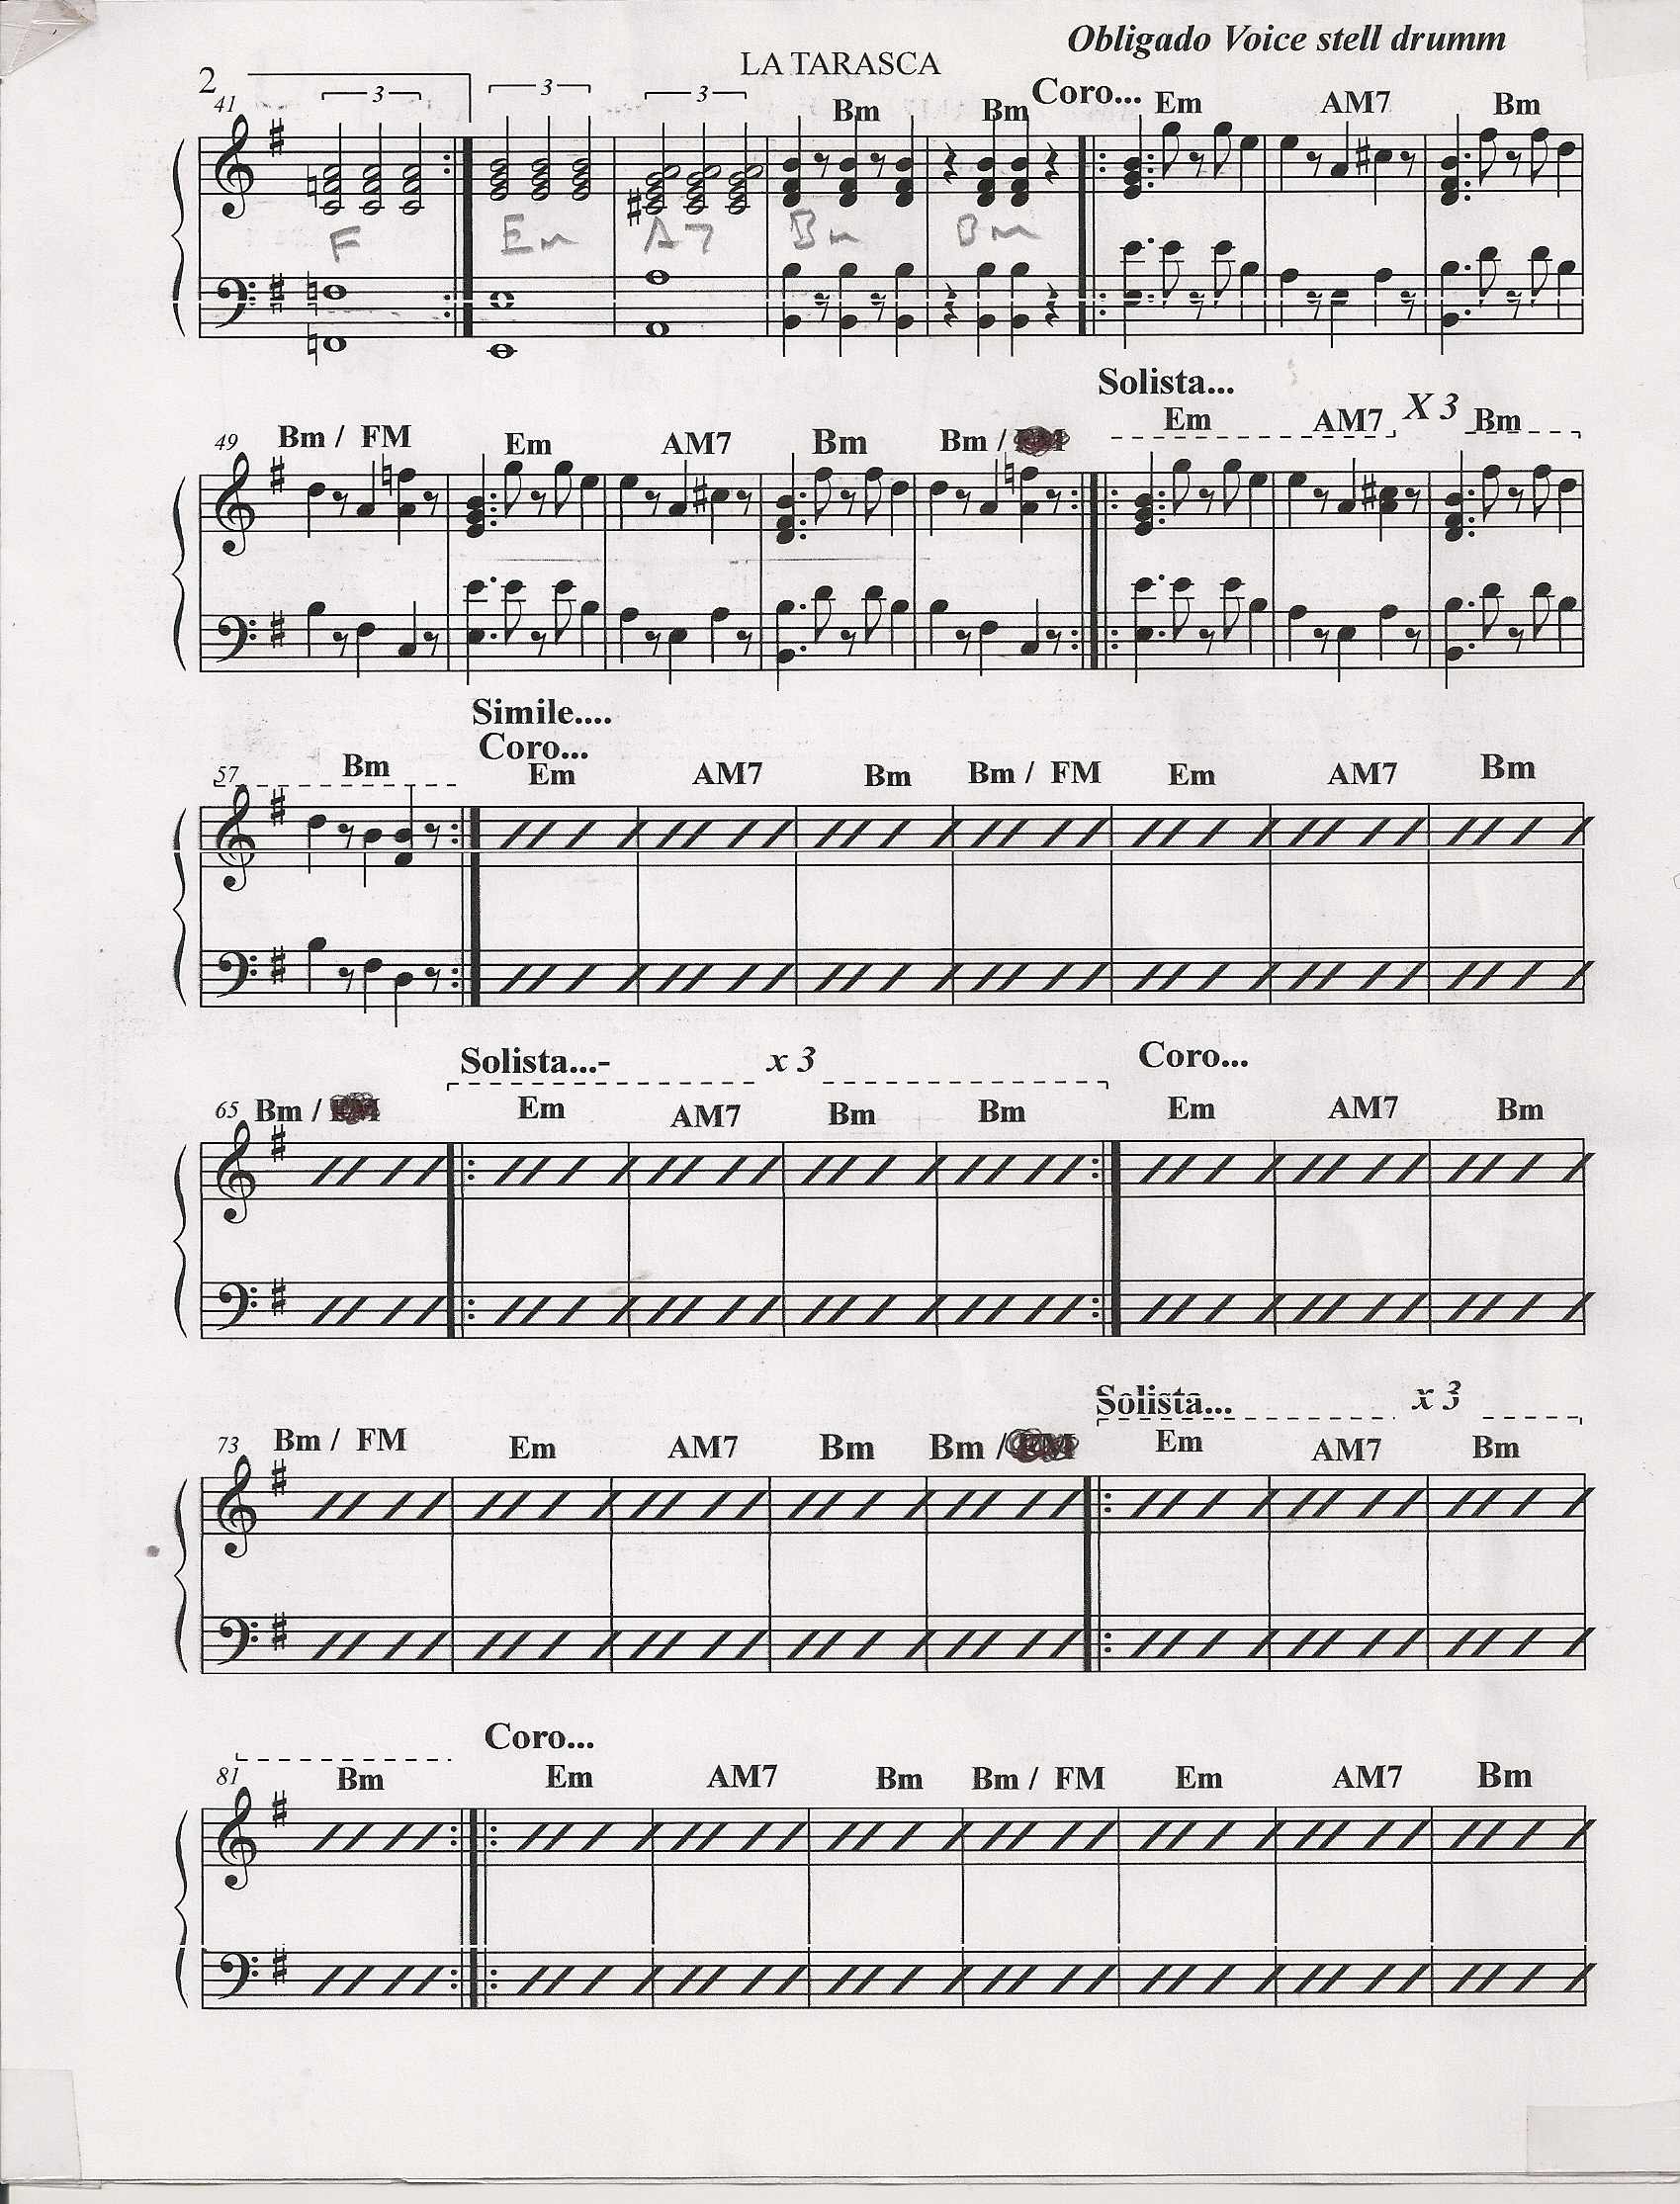 Obligado Voice stell drumm
LA TARASCA
2
41
3 3 3
Bm Bm Coro... Em AM7 Bm
F Em A7 Bm Bm
Solista...
49 Bm / FM Em AM7 Bm Bm / Em AM7 X 3 Bm
Simile....
Coro...
57 Bm Em AM7 Bm Bm / FM Em AM7 Bm
Solista...- x 3 Coro...
65 Bm / Em AM7 Bm Bm Em AM7 Bm
Solista... x 3
73 Bm / FM Em AM7 Bm Bm / Em AM7 Bm
Coro...
81 Bm Em AM7 Bm Bm / FM Em AM7 Bm